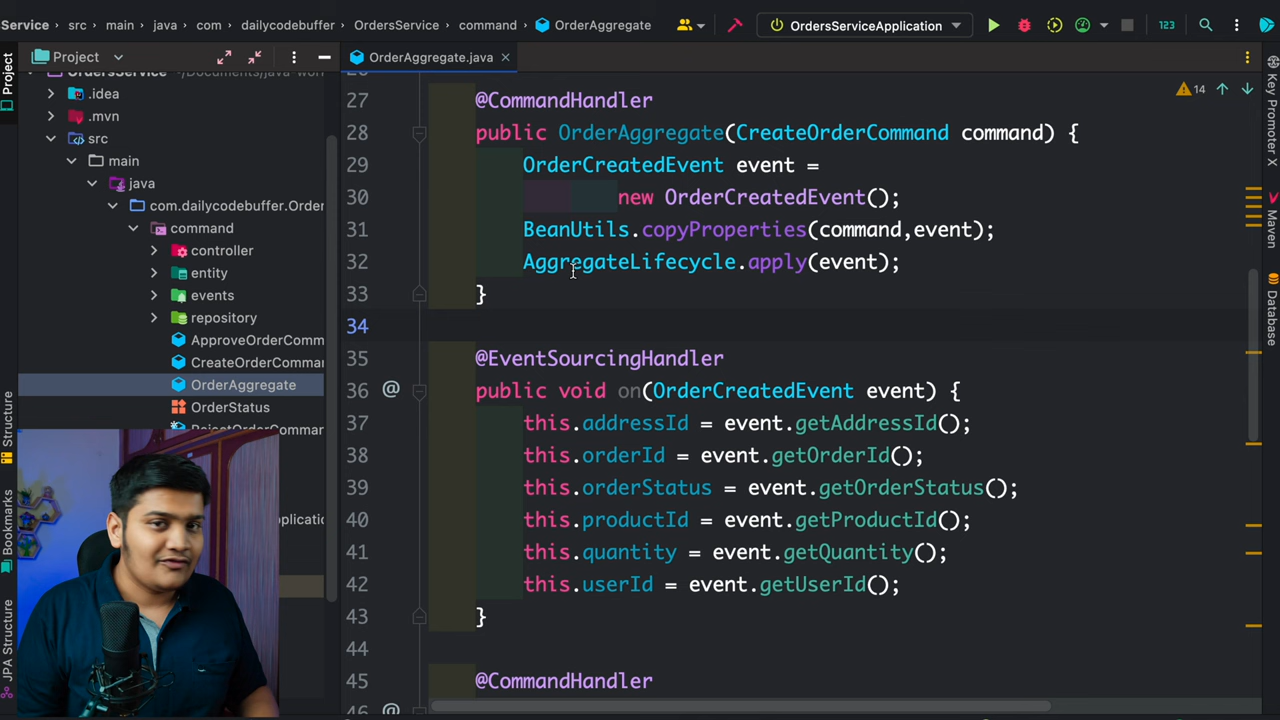 Service
src
main
java
com
dailycodebuffer
OrdersService
command
OrderAggregate
OrdersServiceApplication
123
Project
OrderAggregate.java
Project
Structure
Bookmarks
JPA Structure
OrdersService
.idea
.mvn
src
main
java
com.dailycodebuffer.Order
command
controller
entity
events
repository
ApproveOrderComm
CreateOrderComma
OrderAggregate
OrderStatus
14
27 @CommandHandler
28 public OrderAggregate(CreateOrderCommand command) {
29 OrderCreatedEvent event =
30 new OrderCreatedEvent();
31 BeanUtils.copyProperties(command,event);
32 AggregateLifecycle.apply(event);
33 }
34
35 @EventSourcingHandler
36 public void on(OrderCreatedEvent event) {
37 this.addressId = event.getAddressId();
38 this.orderId = event.getOrderId();
39 this.orderStatus = event.getOrderStatus();
40 this.productId = event.getProductId();
41 this.quantity = event.getQuantity();
42 this.userId = event.getUserId();
43 }
44
45 @CommandHandler
Key Promoter X
Maven
Database